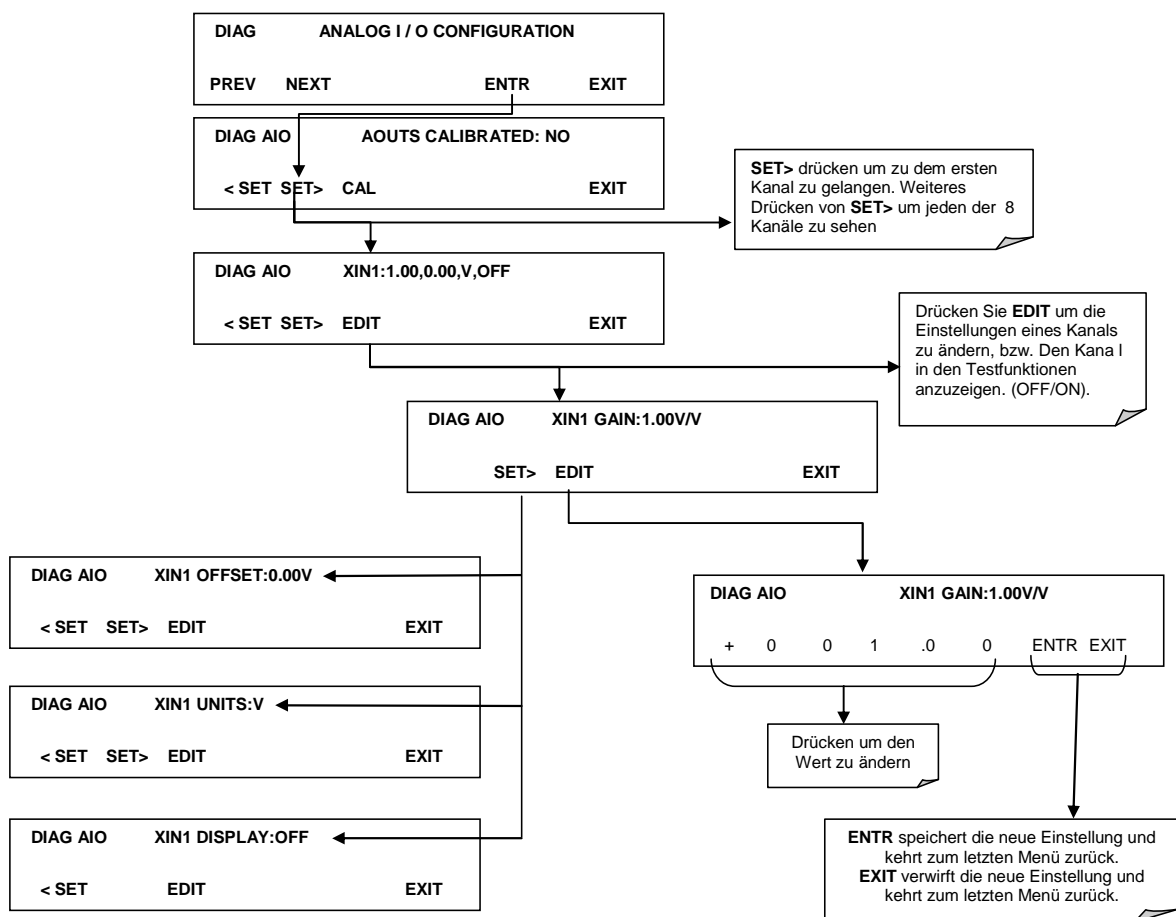 DIAG ANALOG I / O CONFIGURATION
PREV NEXT ENTR EXIT
DIAG AIO AOUTS CALIBRATED: NO
< SET SET> CAL EXIT
SET> drücken um zu dem ersten
Kanal zu gelangen. Weiteres
Drücken von SET> um jeden der 8
Kanäle zu sehen
DIAG AIO XIN1:1.00,0.00,V,OFF
< SET SET> EDIT EXIT
Drücken Sie EDIT um die
Einstellungen eines Kanals
zu ändern, bzw. Den Kana l
in den Testfunktionen
anzuzeigen. (OFF/ON).
DIAG AIO XIN1 GAIN:1.00V/V
SET> EDIT EXIT
DIAG AIO XIN1 OFFSET:0.00V
< SET SET> EDIT EXIT
DIAG AIO XIN1 GAIN:1.00V/V
+ 0 0 1 .0 0 ENTR EXIT
DIAG AIO XIN1 UNITS:V
< SET SET> EDIT EXIT
Drücken um den
Wert zu ändern
DIAG AIO XIN1 DISPLAY:OFF
< SET EDIT EXIT
ENTR speichert die neue Einstellung und
kehrt zum letzten Menü zurück.
EXIT verwirft die neue Einstellung und
kehrt zum letzten Menü zurück.